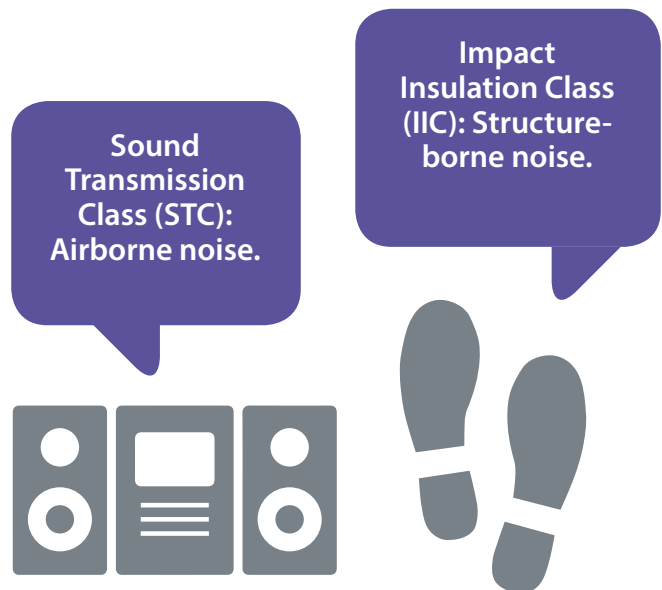 Sound
Transmission
Class (STC):
Airborne noise.
Impact
Insulation Class
(IIC): Structure-
borne noise.